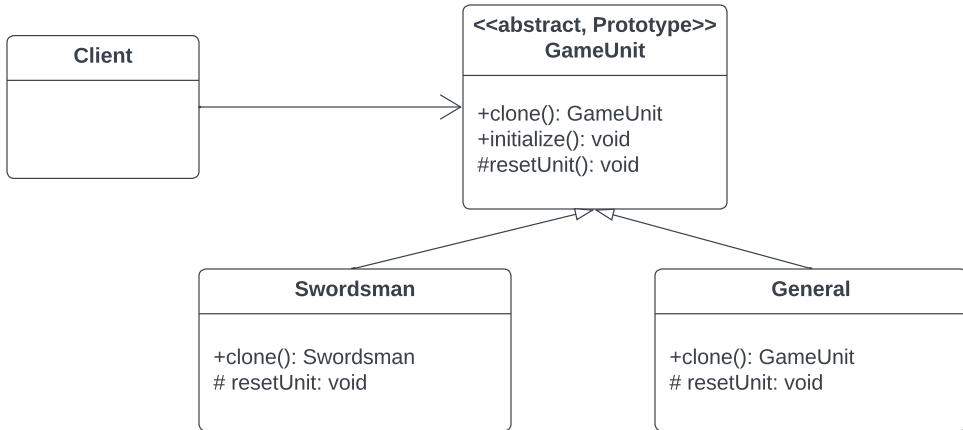 Client
<<abstract, Prototype>>
GameUnit
+clone(): GameUnit
+initialize(): void
#resetUnit(): void
Swordsman
+clone(): Swordsman
# resetUnit: void
General
+clone(): GameUnit
# resetUnit: void